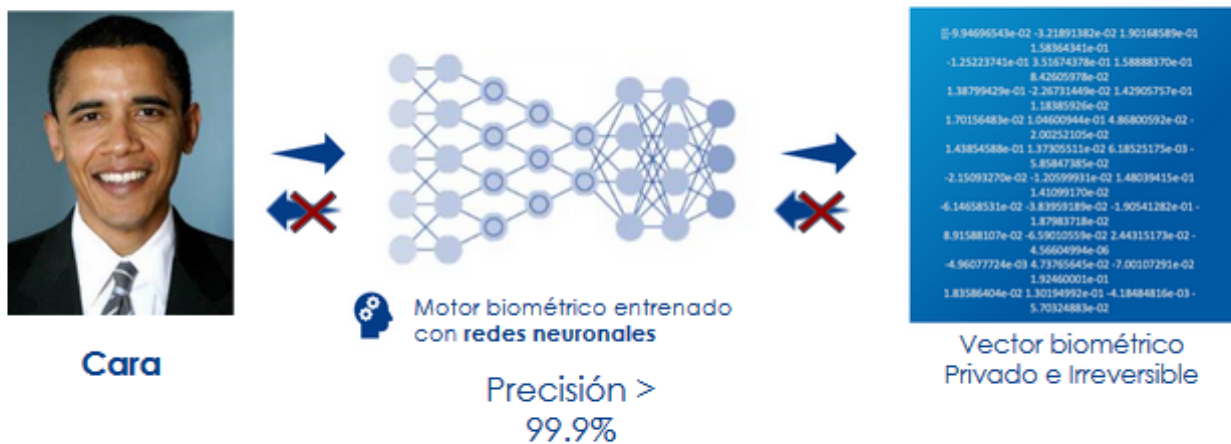 [[-9.94696543e-02 -3.21891382e-02 1.90168589e-01
1.58364341e-01
-1.25223741e-01 3.51674378e-01 1.58888370e-01
8.42605978e-02
1.38799429e-01 -2.26731449e-02 1.42905757e-01
1.18385926e-02
1.70156483e-02 1.04600944e-01 4.86800592e-02 -
2.00252105e-02
1.43854588e-01 1.37305511e-02 6.18525175e-03 -
5.85847385e-02
-2.15093270e-02 -1.20599931e-02 1.48039415e-01
1.41099170e-02
-6.14658531e-02 -3.83959189e-02 -1.90541282e-01 -
1.87983718e-02
8.91588107e-02 -6.59010559e-02 2.44315173e-02 -
4.56604994e-06
-4.96077724e-03 4.73765645e-02 -7.00107291e-02
1.92460001e-01
1.83586404e-02 1.30194992e-01 -4.18484816e-03 -
5.70324883e-02
Cara
Motor biométrico entrenado
con redes neuronales
Precisión >
99.9%
Vector biométrico
Privado e Irreversible